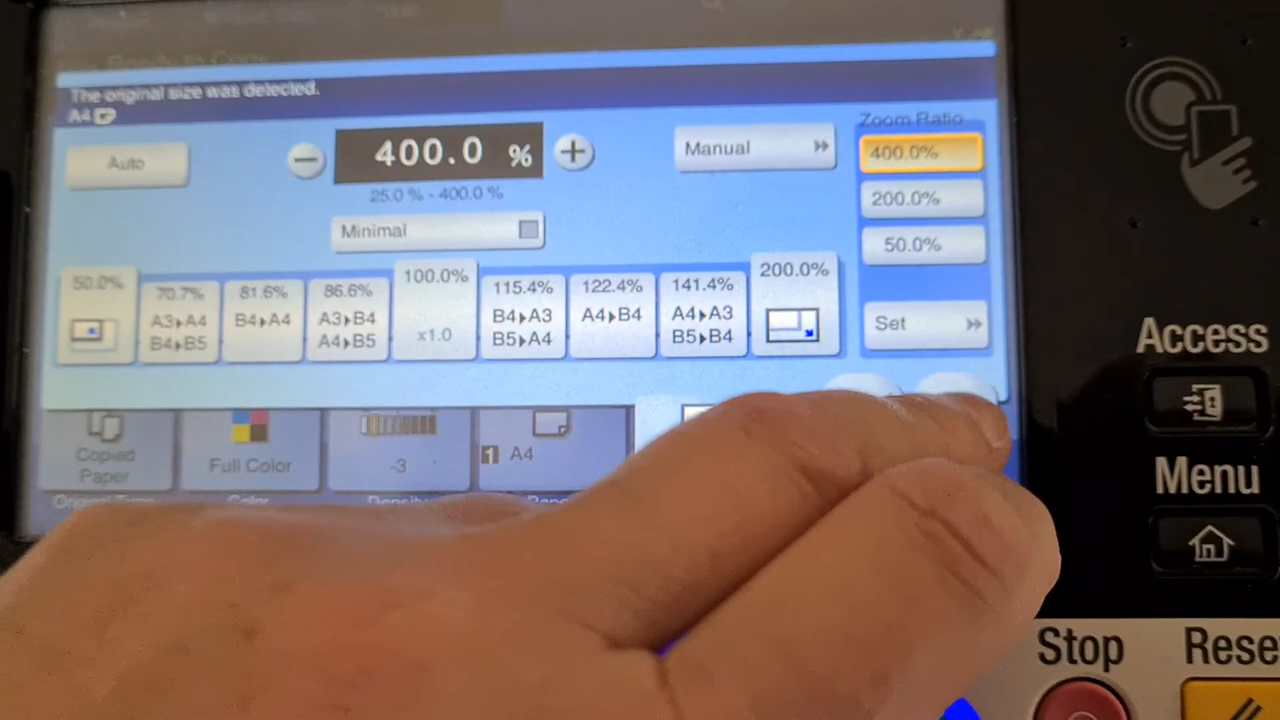 Ready to Copy
The original size was detected.
A4
Auto
400.0 %
25.0 % - 400.0 %
Minimal
Manual
Zoom Ratio
400.0%
200.0%
50.0%
Set
50.0%
70.7%
A3▸A4
B4▸B5
81.6%
B4▸A4
86.6%
A3▸B4
A4▸B5
100.0%
x1.0
115.4%
B4▸A3
B5▸A4
122.4%
A4▸B4
141.4%
A4▸A3
B5▸B4
200.0%
Copied
Paper
Original Type
Full Color
Color
-3
Density
1 A4
Access
Menu
Stop
Rese